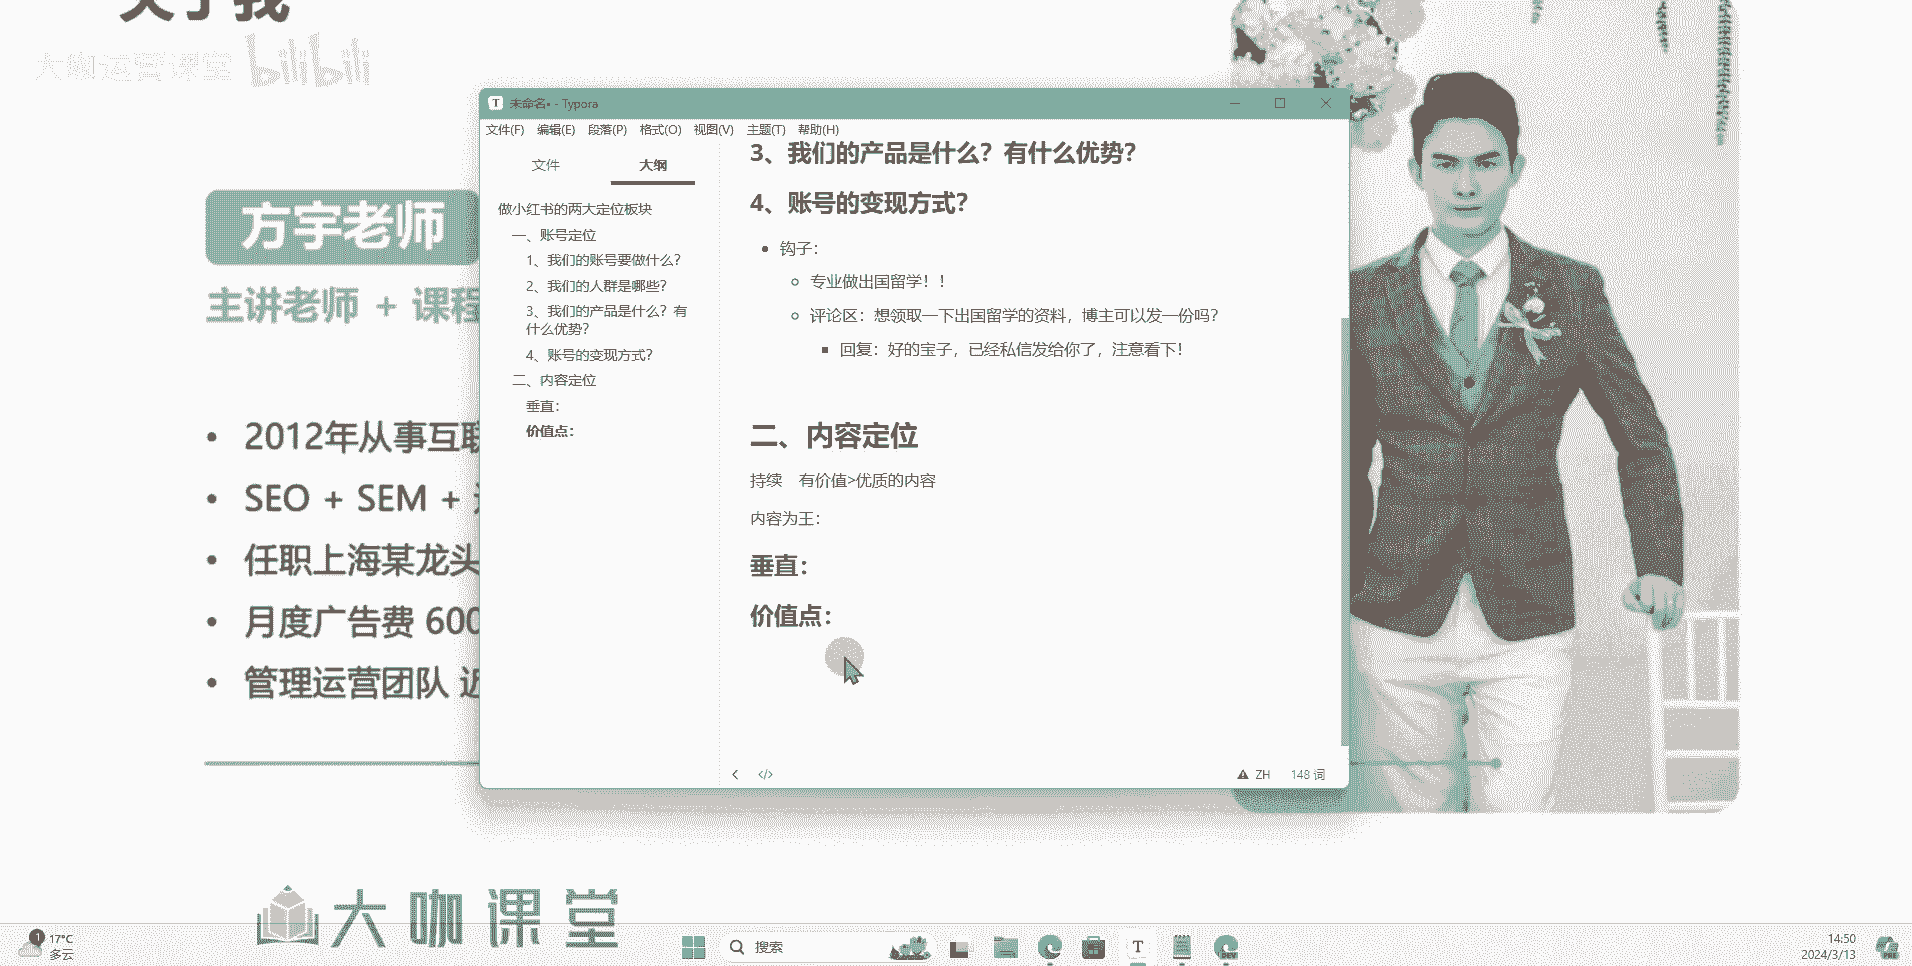 关于我
大咖运营课堂 bilibili
方宇老师
主讲老师 + 课程
2012年从事互联
SEO + SEM +
任职上海某龙头
月度广告费 600
管理运营团队 近
未命名• - Typora
文件(F) 编辑(E) 段落(P) 格式(O) 视图(V) 主题(T) 帮助(H)
文件 大纲
做小红书的两大定位板块
一、账号定位
1、我们的账号要做什么？
2、我们的人群是哪些？
3、我们的产品是什么？有
什么优势？
4、账号的变现方式？
二、内容定位
垂直：
价值点：
3、我们的产品是什么？有什么优势？
4、账号的变现方式？
钩子：
专业做出国留学！！
评论区：想领取一下出国留学的资料，博主可以发一份吗？
回复：好的宝子，已经私信发给你了，注意看下！
二、内容定位
持续 有价值>优质的内容
内容为王：
垂直：
价值点：
ZH 148 词
大咖课堂
1 17°C
多云
搜索
T
DEV
14:50
2024/3/13
PRE